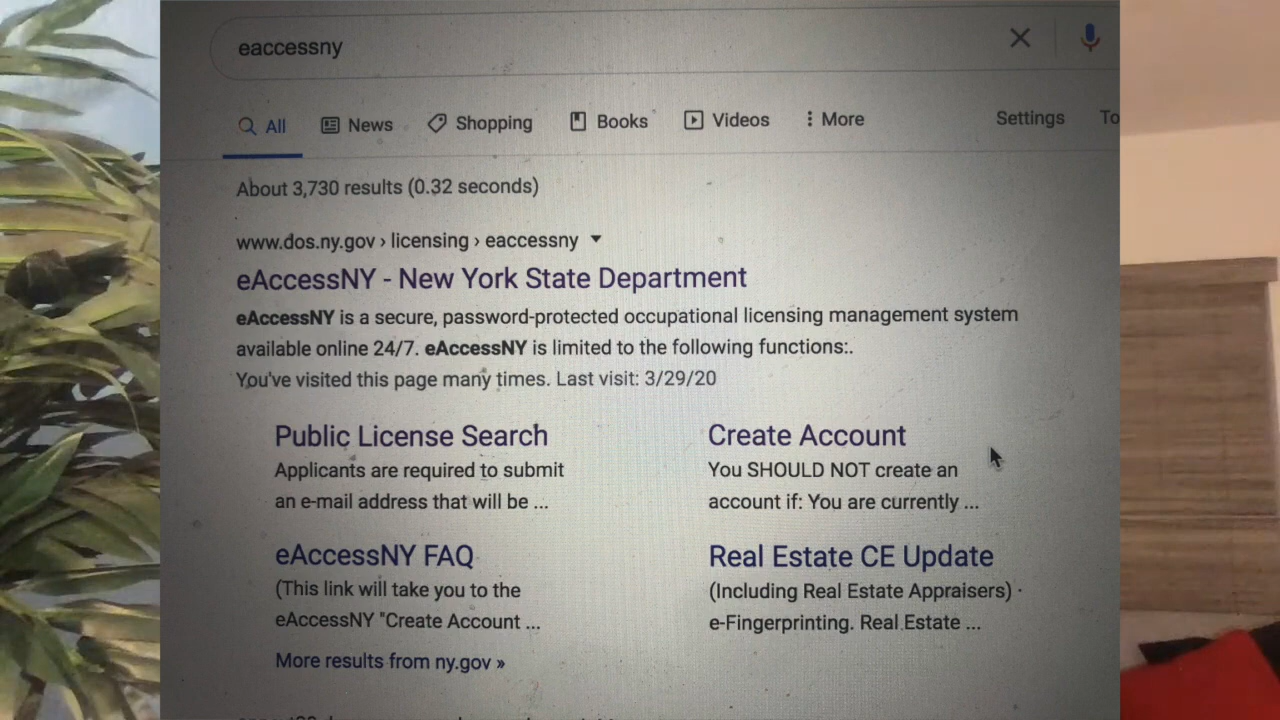 eaccessny
All News Shopping Books Videos More Settings To
About 3,730 results (0.32 seconds)
www.dos.ny.gov › licensing › eaccessny
eAccessNY - New York State Department
eAccessNY is a secure, password-protected occupational licensing management system
available online 24/7. eAccessNY is limited to the following functions:.
You've visited this page many times. Last visit: 3/29/20
Public License Search
Applicants are required to submit
an e-mail address that will be ...
Create Account
You SHOULD NOT create an
account if: You are currently ...
eAccessNY FAQ
(This link will take you to the
eAccessNY "Create Account ...
Real Estate CE Update
(Including Real Estate Appraisers) ·
e-Fingerprinting. Real Estate ...
More results from ny.gov »